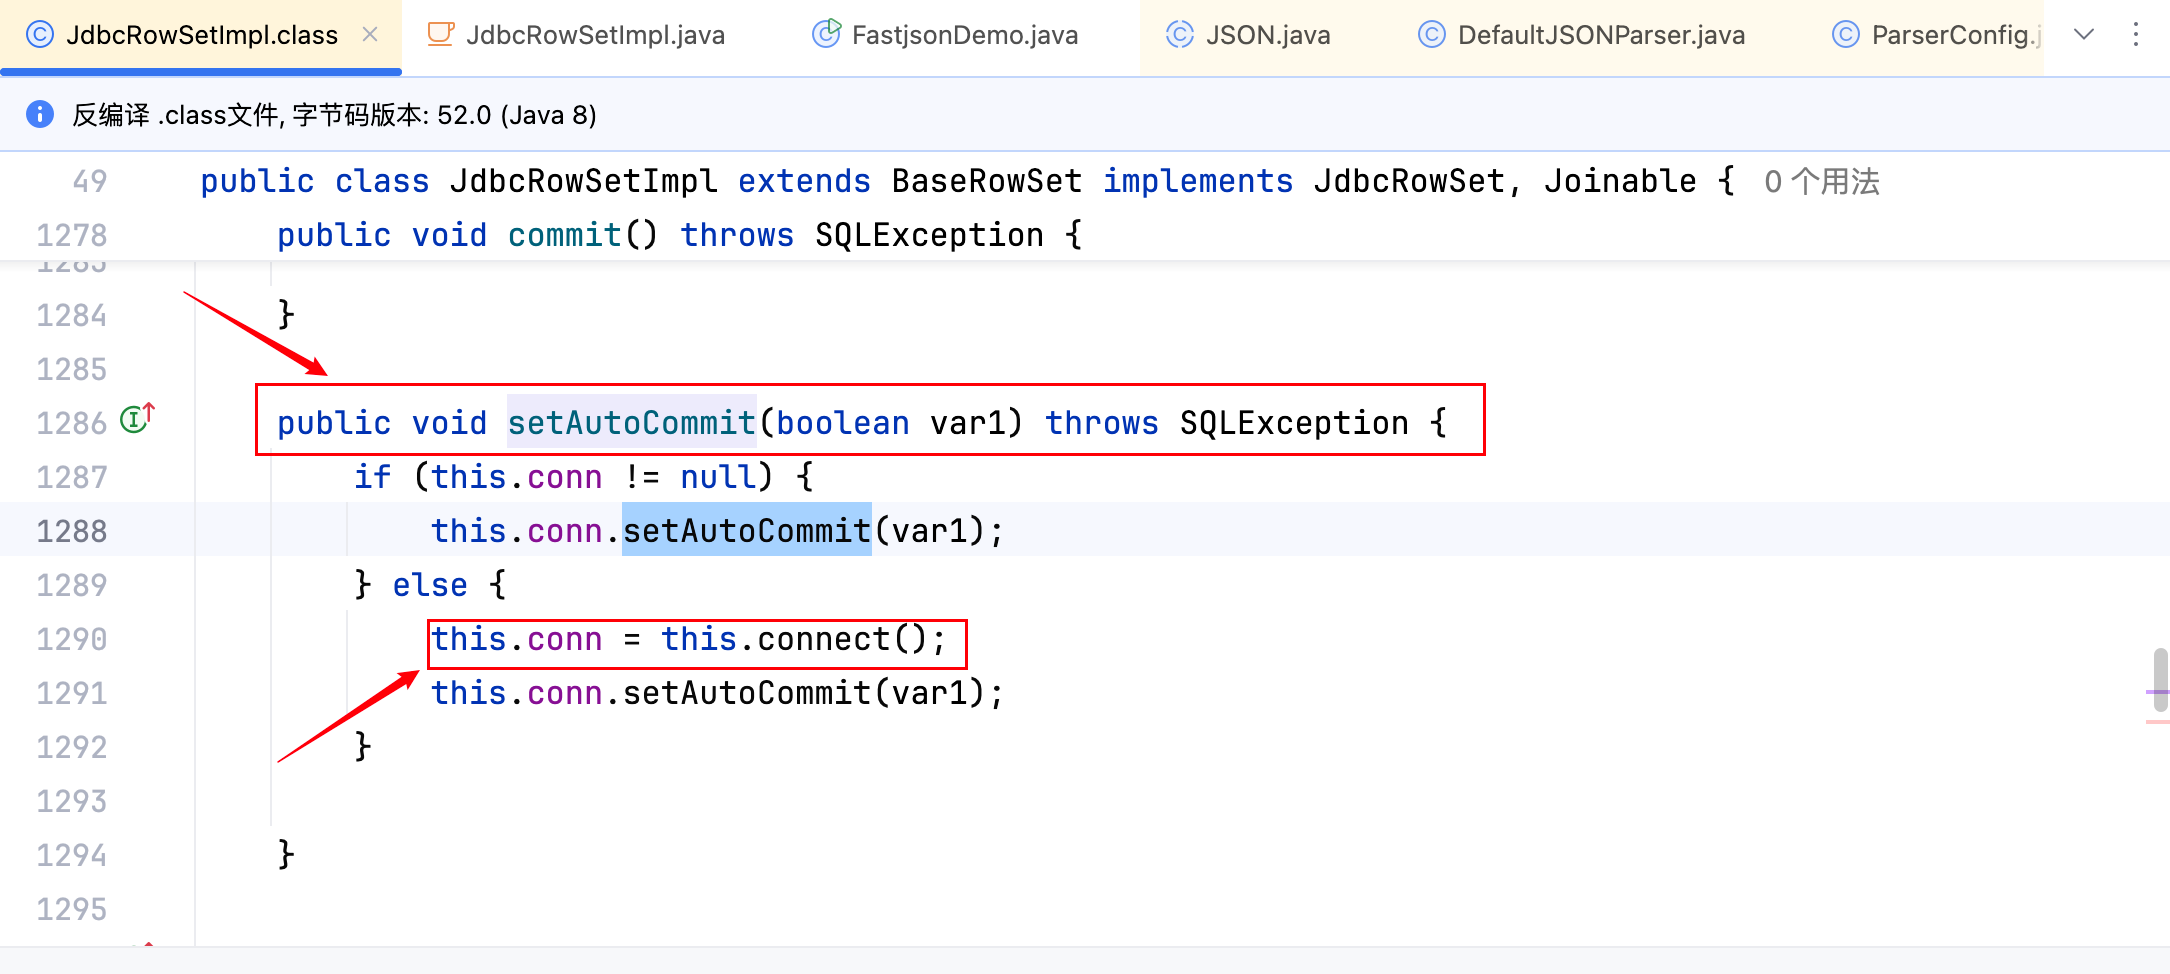 JdbcRowSetImpl.class
JdbcRowSetImpl.java
FastjsonDemo.java
JSON.java
DefaultJSONParser.java
ParserConfig.j
反编译 .class文件, 字节码版本: 52.0 (Java 8)
49 public class JdbcRowSetImpl extends BaseRowSet implements JdbcRowSet, Joinable { 0 个用法
1278 public void commit() throws SQLException {
1283
1284 }
1285
1286 public void setAutoCommit(boolean var1) throws SQLException {
1287 if (this.conn != null) {
1288 this.conn.setAutoCommit(var1);
1289 } else {
1290 this.conn = this.connect();
1291 this.conn.setAutoCommit(var1);
1292 }
1293
1294 }
1295